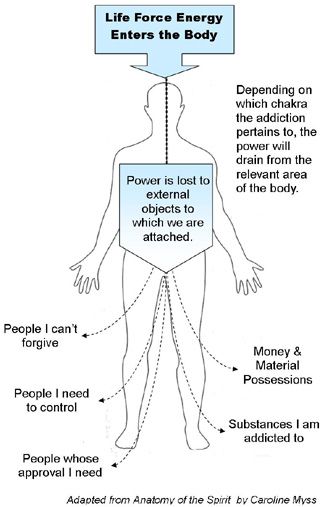 Life Force Energy
Enters the Body
Depending on
which chakra
the addiction
pertains to, the
power will
drain from the
relevant area
of the body.
Power is lost to
external
objects to
which we are
attached.
People I can't
forgive
Money &
Material
Possessions
People I need
to control
Substances I am
addicted to
People whose
approval I need
Adapted from Anatomy of the Spirit by Caroline Myss